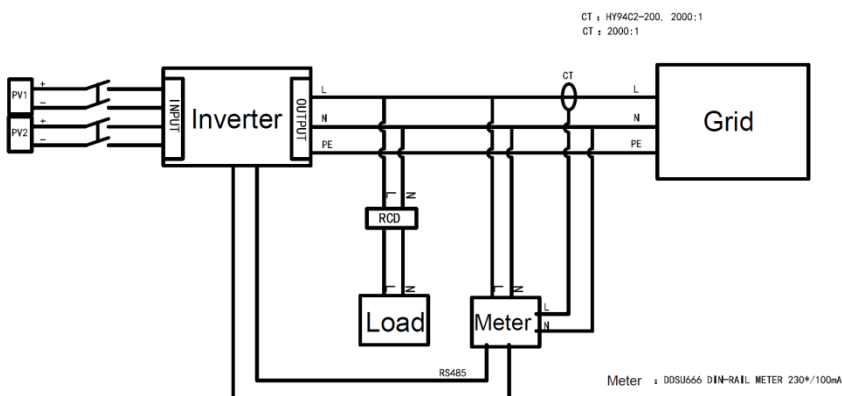 CT : HY94C2-200, 2000:1
CT : 2000:1
PV1
+
-
PV2
+
-
INPUT
Inverter
OUTPUT
L
N
PE
CT
L
N
PE
Grid
L
N
RCD
L
N
Load
L
N
Meter
L
N
RS485
Meter : DDSU666 DIN-RAIL METER 230*/100mA